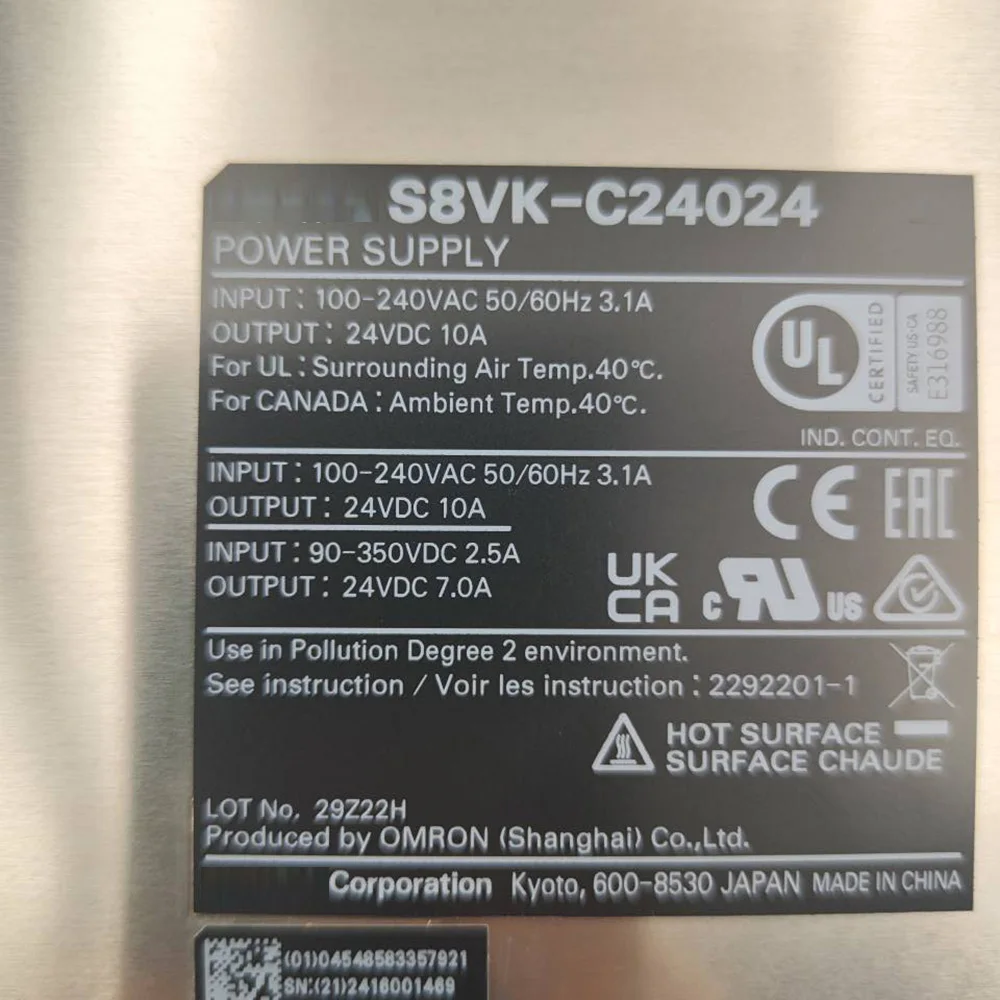 S8VK-C24024
POWER SUPPLY
INPUT : 100-240VAC 50/60Hz 3.1A
OUTPUT : 24VDC 10A
For UL : Surrounding Air Temp.40℃.
For CANADA : Ambient Temp.40℃.
UL
CERTIFIED
SAFETY US-CA
E316988
IND. CONT. EQ.
INPUT : 100-240VAC 50/60Hz 3.1A
OUTPUT : 24VDC 10A
INPUT : 90-350VDC 2.5A
OUTPUT : 24VDC 7.0A
CE EAC
UK
CA
c RU US
Use in Pollution Degree 2 environment.
See instruction / Voir les instruction : 2292201-1
HOT SURFACE
SURFACE CHAUDE
LOT No. 29Z22H
Produced by OMRON (Shanghai) Co.,Ltd.
Corporation Kyoto, 600-8530 JAPAN MADE IN CHINA
(01)04548583357921
SN:(21)2416001469